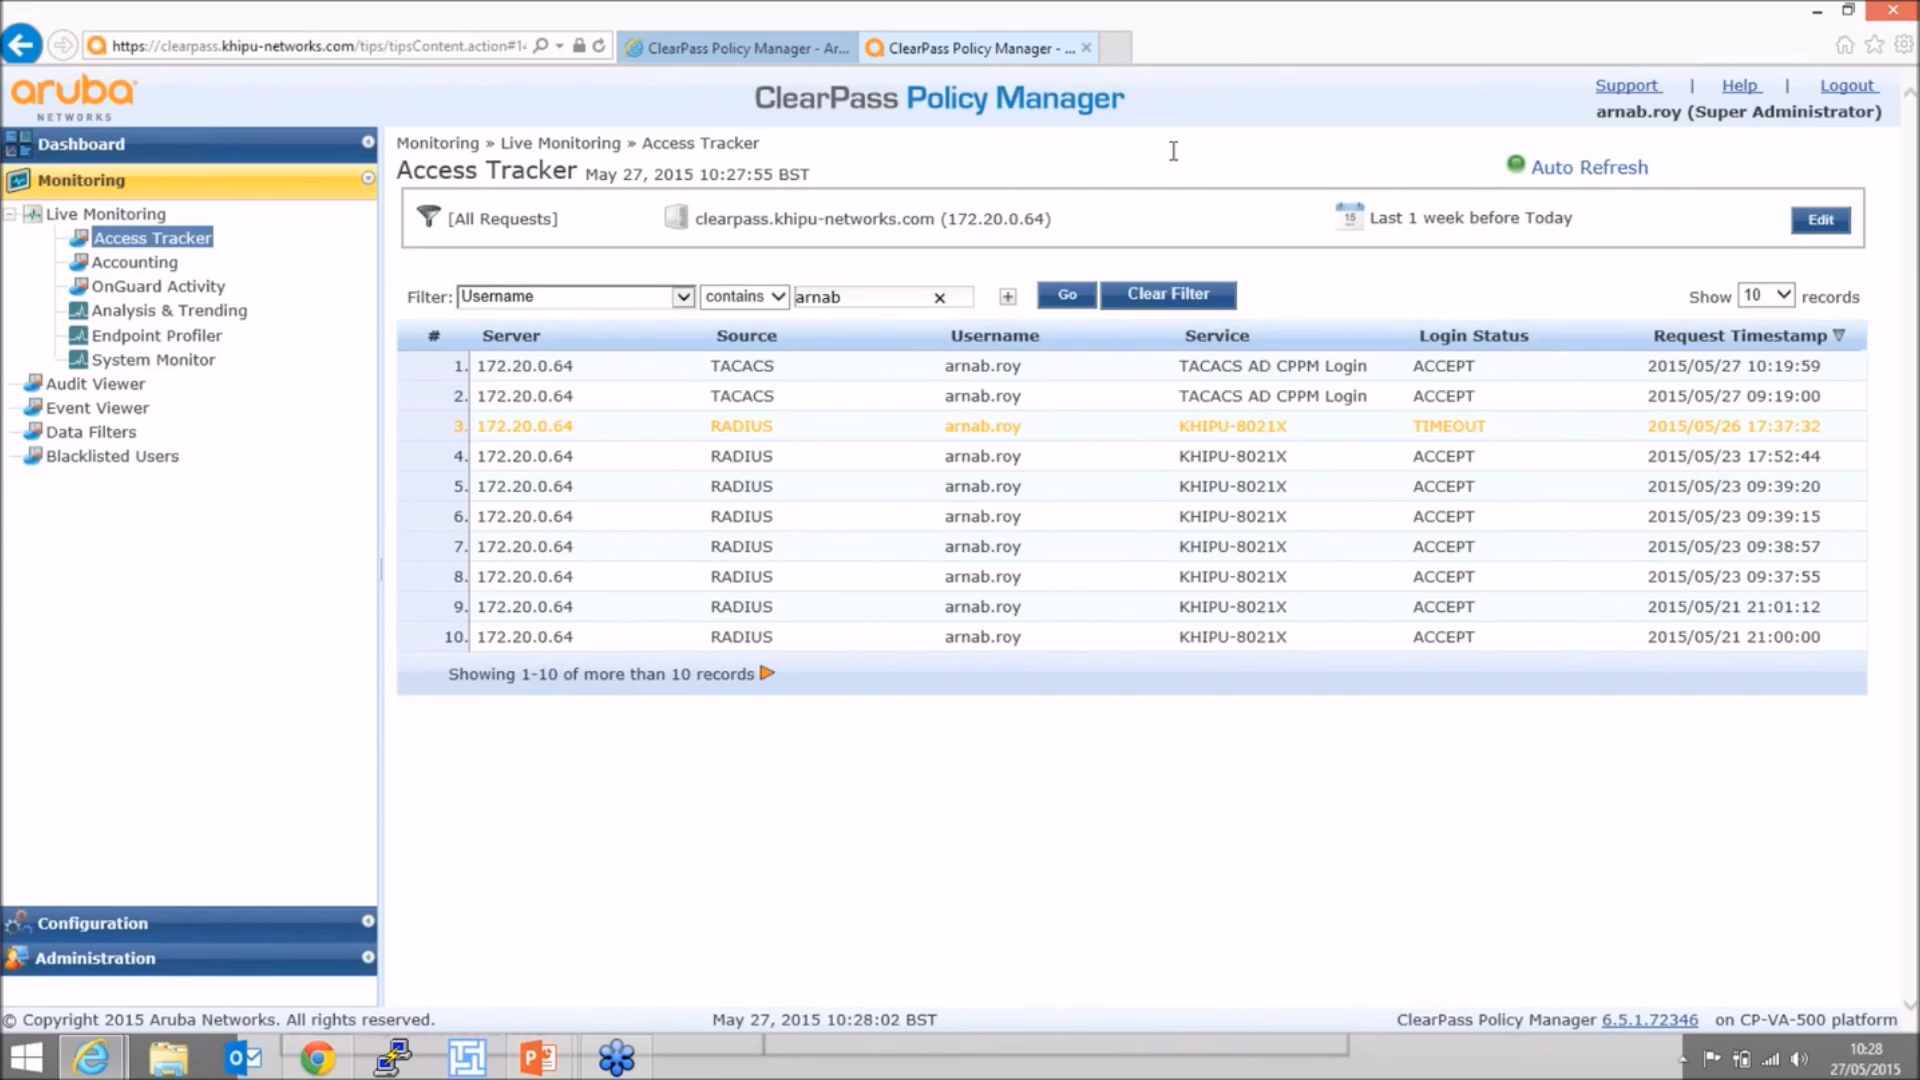 https://clearpass.khipu-networks.com/tips/tipsContent.action#14
ClearPass Policy Manager - Ar...
ClearPass Policy Manager - ...
aruba
NETWORKS
ClearPass Policy Manager
Support | Help | Logout
arnab.roy (Super Administrator)
Dashboard
Monitoring
Live Monitoring
Access Tracker
Accounting
OnGuard Activity
Analysis & Trending
Endpoint Profiler
System Monitor
Audit Viewer
Event Viewer
Data Filters
Blacklisted Users
Configuration
Administration
Monitoring » Live Monitoring » Access Tracker
Access Tracker May 27, 2015 10:27:55 BST
Auto Refresh
[All Requests] clearpass.khipu-networks.com (172.20.0.64) 15 Last 1 week before Today Edit
Filter: Username contains arnab Go Clear Filter Show 10 records
# Server Source Username Service Login Status Request Timestamp
1. 172.20.0.64 TACACS arnab.roy TACACS AD CPPM Login ACCEPT 2015/05/27 10:19:59
2. 172.20.0.64 TACACS arnab.roy TACACS AD CPPM Login ACCEPT 2015/05/27 09:19:00
3. 172.20.0.64 RADIUS arnab.roy KHIPU-8021X TIMEOUT 2015/05/26 17:37:32
4. 172.20.0.64 RADIUS arnab.roy KHIPU-8021X ACCEPT 2015/05/23 17:52:44
5. 172.20.0.64 RADIUS arnab.roy KHIPU-8021X ACCEPT 2015/05/23 09:39:20
6. 172.20.0.64 RADIUS arnab.roy KHIPU-8021X ACCEPT 2015/05/23 09:39:15
7. 172.20.0.64 RADIUS arnab.roy KHIPU-8021X ACCEPT 2015/05/23 09:38:57
8. 172.20.0.64 RADIUS arnab.roy KHIPU-8021X ACCEPT 2015/05/23 09:37:55
9. 172.20.0.64 RADIUS arnab.roy KHIPU-8021X ACCEPT 2015/05/21 21:01:12
10. 172.20.0.64 RADIUS arnab.roy KHIPU-8021X ACCEPT 2015/05/21 21:00:00
Showing 1-10 of more than 10 records
© Copyright 2015 Aruba Networks. All rights reserved. May 27, 2015 10:28:02 BST ClearPass Policy Manager 6.5.1.72346 on CP-VA-500 platform
10:28
27/05/2015